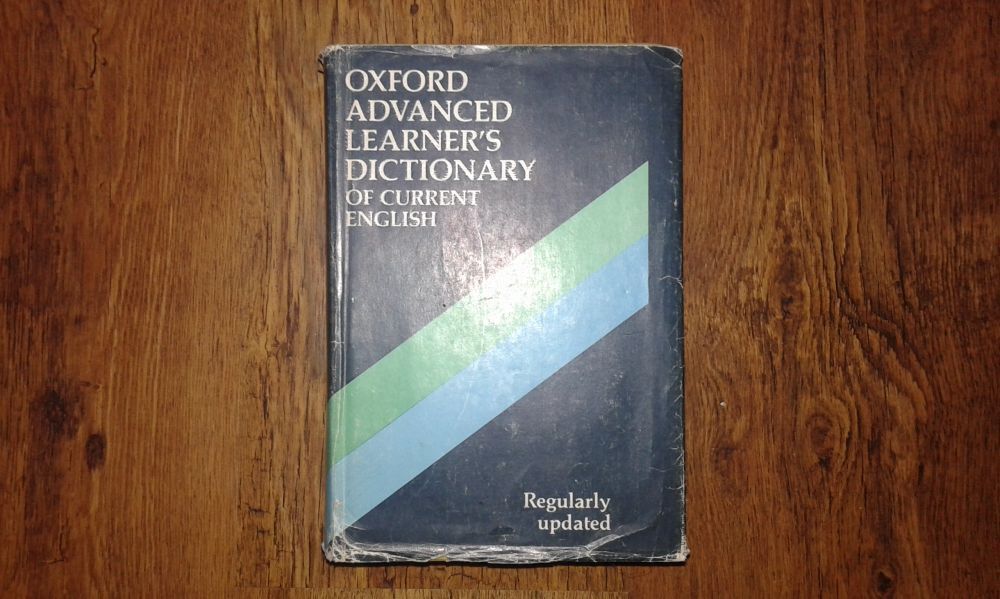 OXFORD
ADVANCED
LEARNER'S
DICTIONARY
OF CURRENT
ENGLISH
Regularly
updated